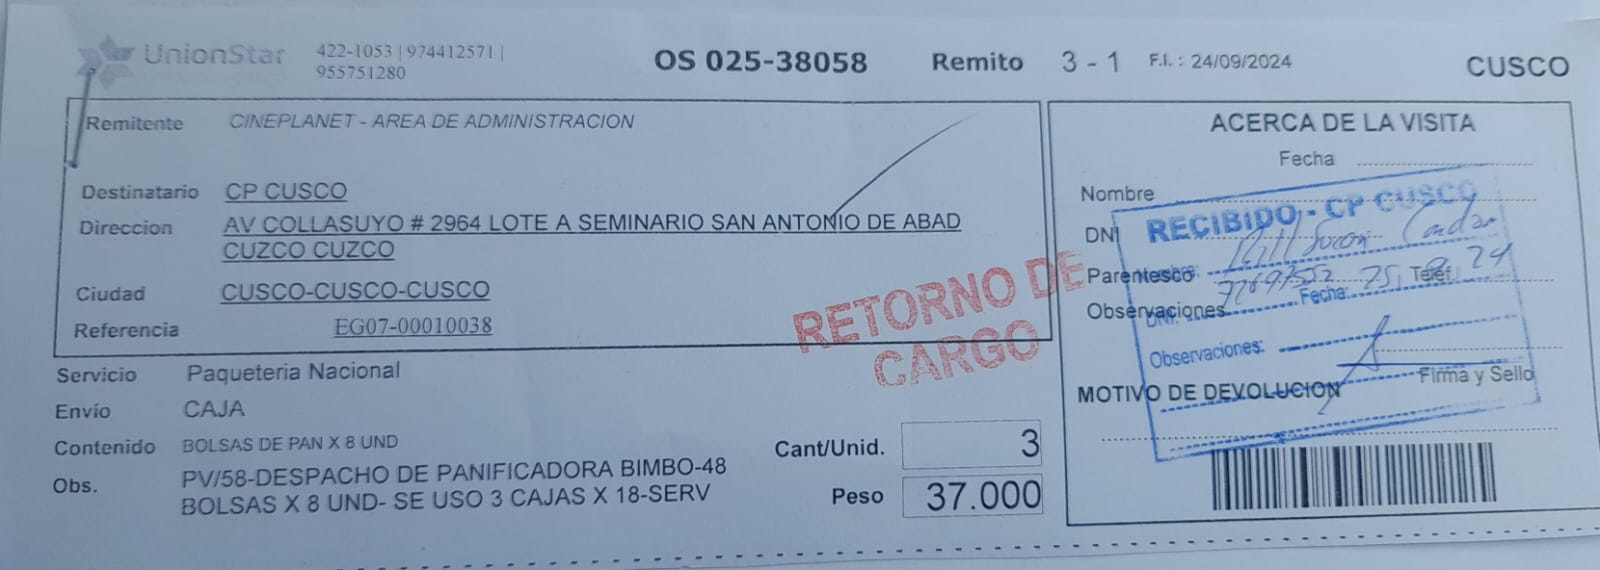 UnionStar 422-1053 | 974412571 |
955751280
OS 025-38058 Remito 3 - 1 F.I. : 24/09/2024 CUSCO
Remitente CINEPLANET - AREA DE ADMINISTRACION
Destinatario CP CUSCO
Direccion AV COLLASUYO # 2964 LOTE A SEMINARIO SAN ANTONIO DE ABAD
CUZCO CUZCO
Ciudad CUSCO-CUSCO-CUSCO
Referencia EG07-00010038
RETORNO DE
CARGO
Servicio Paqueteria Nacional
Envio CAJA
Contenido BOLSAS DE PAN X 8 UND
Obs. PV/58-DESPACHO DE PANIFICADORA BIMBO-48
BOLSAS X 8 UND- SE USO 3 CAJAS X 18-SERV
Cant/Unid. 3
Peso 37.000
ACERCA DE LA VISITA
Fecha
Nombre
DNI
Parentesco Telef.
Observaciones
Firma y Sello
MOTIVO DE DEVOLUCION
RECIBIDO - CP CUSCO
DNI: 72697552 Fecha: 25 24
Observaciones: